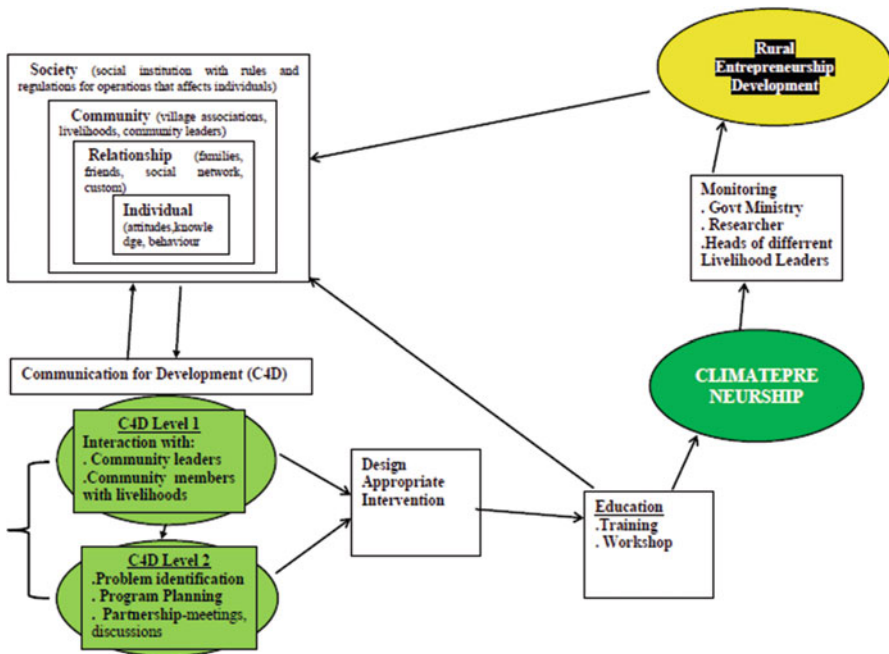 Society (social institution with rules and
regulations for operations that affects individuals)
Community (village associations,
livelihoods, community leaders)
Relationship (families,
friends, social network,
custom)
Individual
(attitudes,knowle
dge, behaviour
Communication for Development (C4D)
C4D Level 1
Interaction with:
. Community leaders
.Community members
with livelihoods
C4D Level 2
.Problem identification
. Program Planning
. Partnership-meetings,
discussions
Design
Appropriate
Intervention
Education
.Training
. Workshop
CLIMATEPRE
NEURSHIP
Monitoring
. Govt Ministry
. Researcher
.Heads of differrent
Livelihood Leaders
Rural
Entrepreneurship
Development